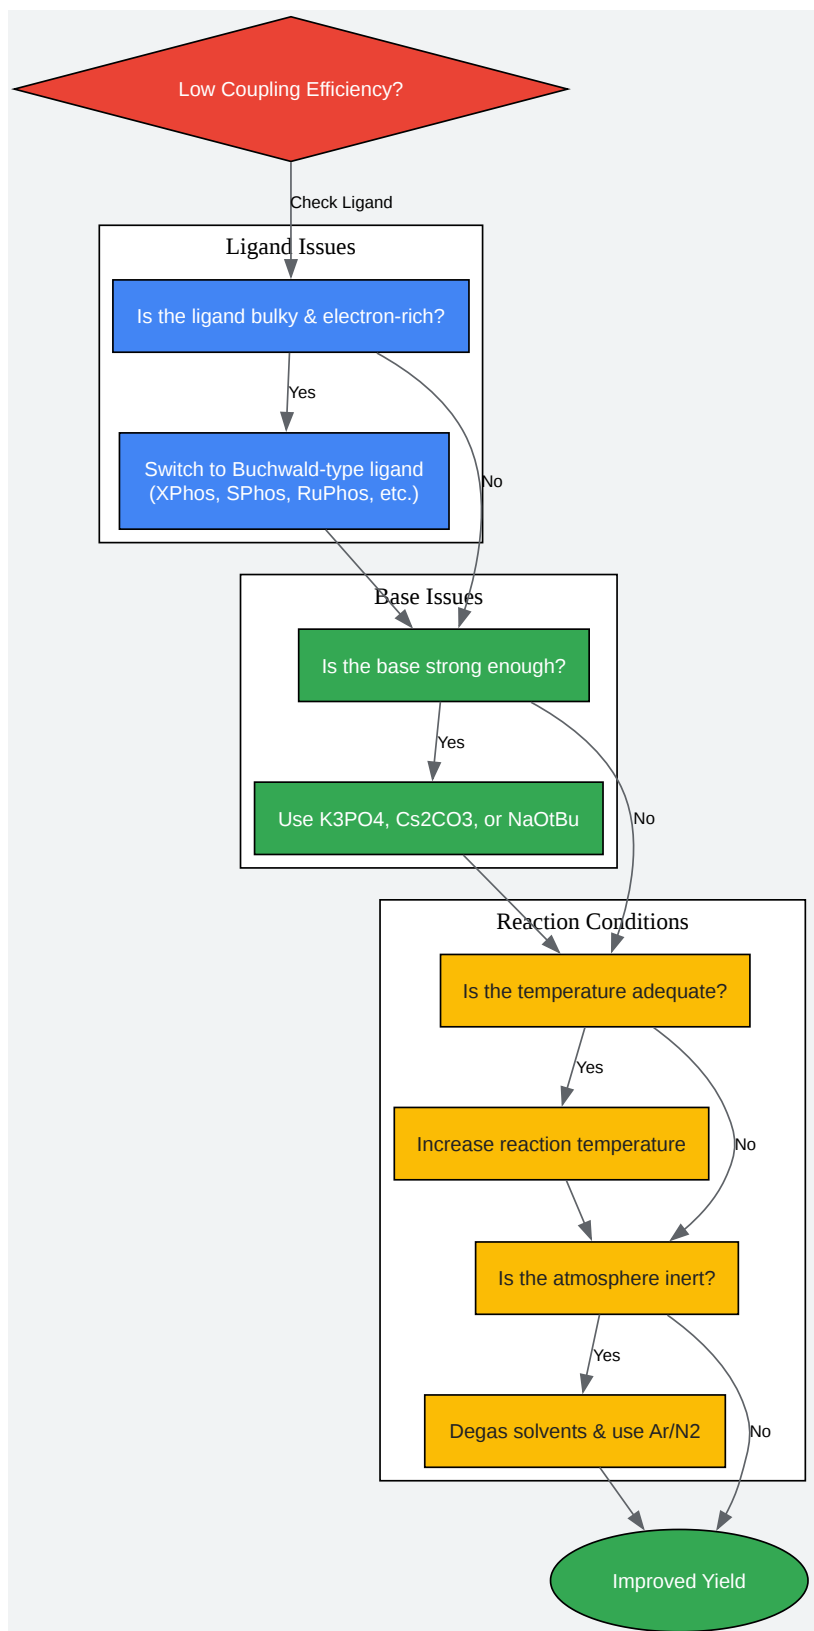 Low Coupling Efficiency?
Check Ligand
Ligand Issues
Is the ligand bulky & electron-rich?
Yes
Switch to Buchwald-type ligand
(XPhos, SPhos, RuPhos, etc.)
No
Base Issues
Is the base strong enough?
Yes
Use K3PO4, Cs2CO3, or NaOtBu
No
Reaction Conditions
Is the temperature adequate?
Yes
Increase reaction temperature
No
Is the atmosphere inert?
Yes
Degas solvents & use Ar/N2
No
Improved Yield